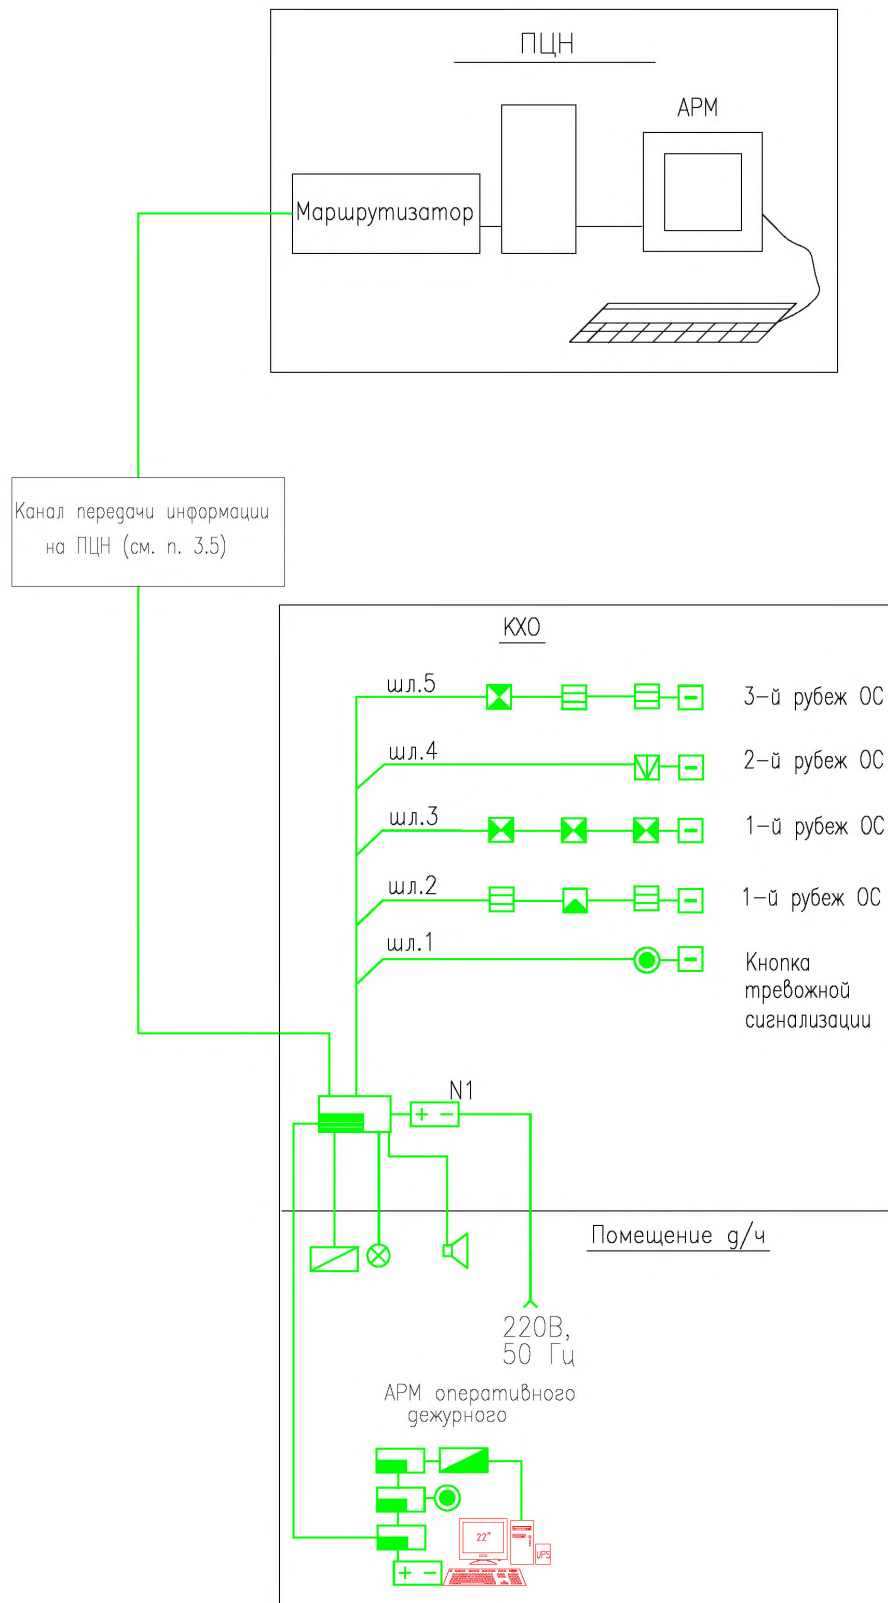 ПЦН
АРМ
Маршрутизатор
Канал передачи информации
на ПЦН (см. п. 3.5)
КХО
шл.5
3-й рубеж ОС
шл.4
2-й рубеж ОС
шл.3
1-й рубеж ОС
шл.2
1-й рубеж ОС
шл.1
Кнопка
тревожной
сигнализации
N1
+ -
Помещение д/ч
220В,
50 Гц
АРМ оперативного
дежурного
22"
UPS
+ -